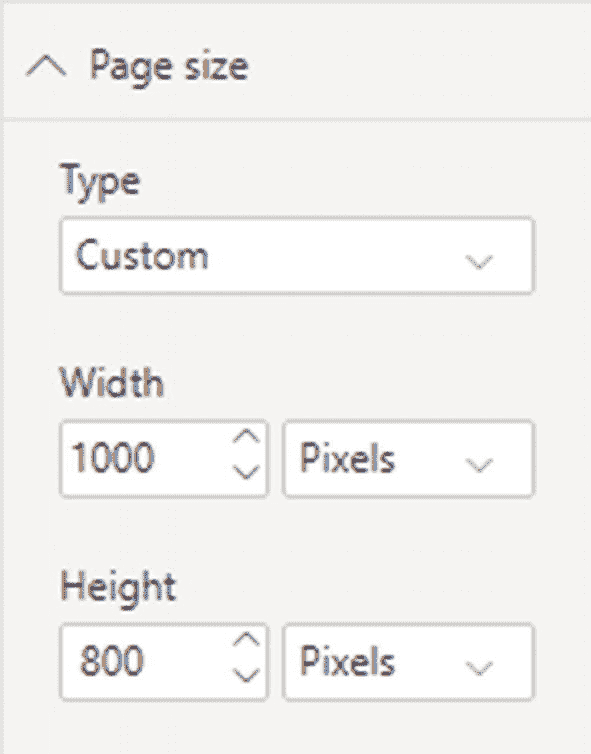 Page size
Type
Custom
Width
1000 Pixels
Height
800 Pixels